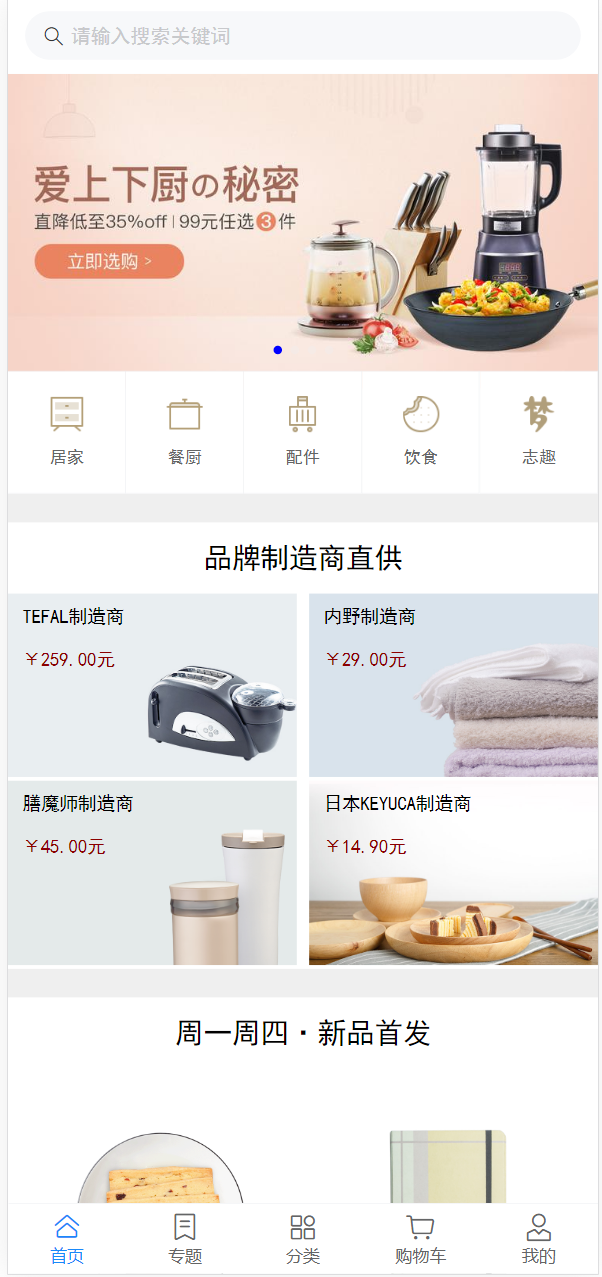 请输入搜索关键词
爱上下厨の秘密
直降低至35%off | 99元任选3件
立即选购 >
居家 餐厨 配件 饮食 志趣
品牌制造商直供
TEFAL制造商 内野制造商
￥259.00元 ￥29.00元
膳魔师制造商 日本KEYUCA制造商
￥45.00元 ￥14.90元
周一周四·新品首发
首页 专题 分类 购物车 我的